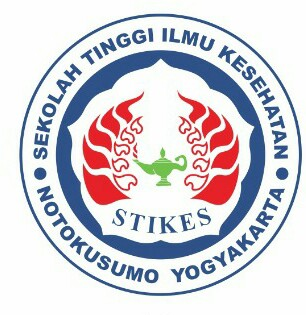 SEKOLAH TINGGI ILMU KESEHATAN
STIKES
NOTOKUSUMO YOGYAKARTA